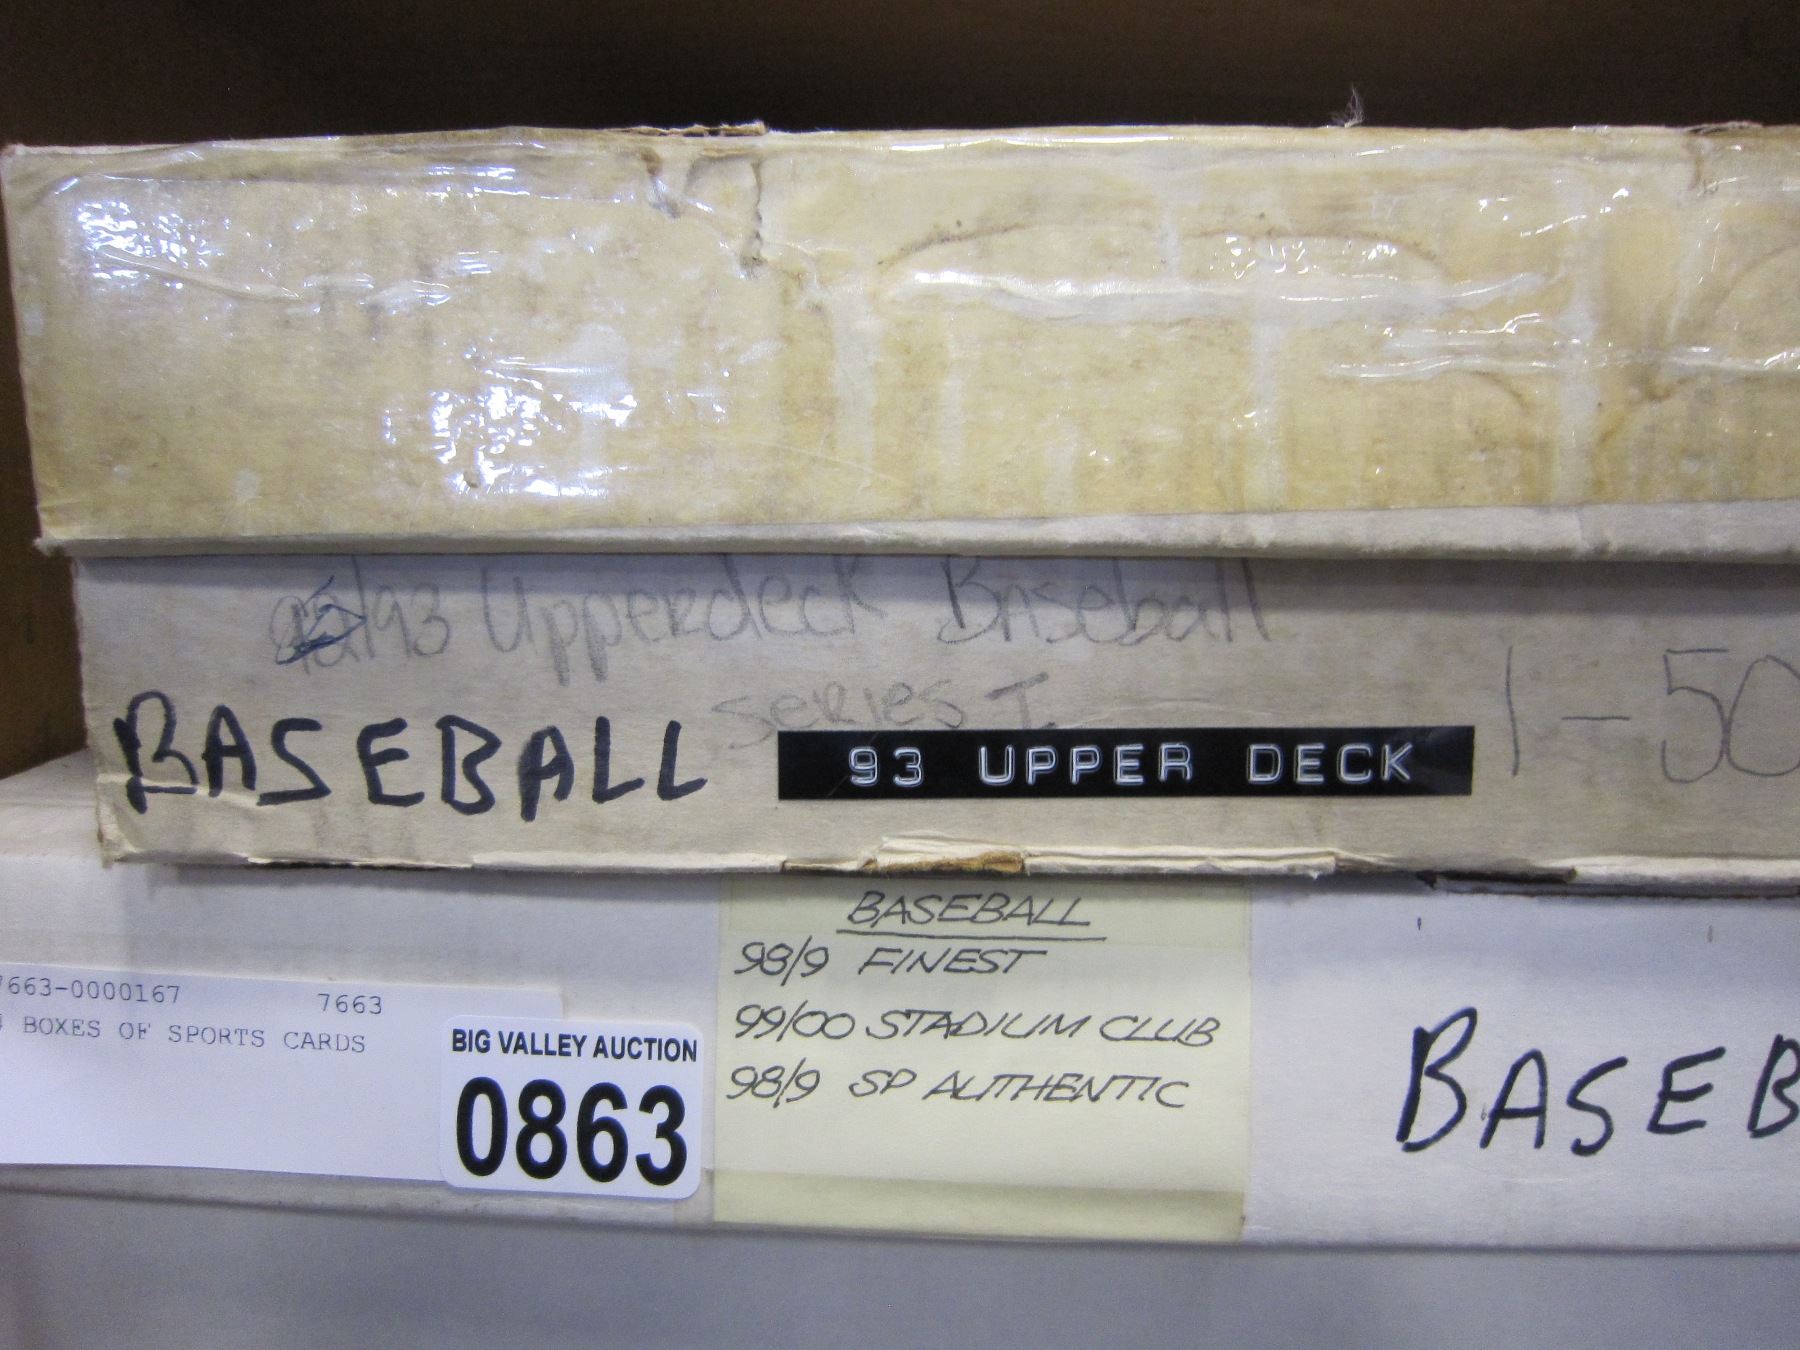 /93 Upperdeck Baseball
series I
BASEBALL
93 UPPER DECK
1-50
BASEBALL
98/9 FINEST
99/00 STADIUM CLUB
98/9 SP AUTHENTIC
7663-0000167 7663
BOXES OF SPORTS CARDS
BIG VALLEY AUCTION
0863
BASEB